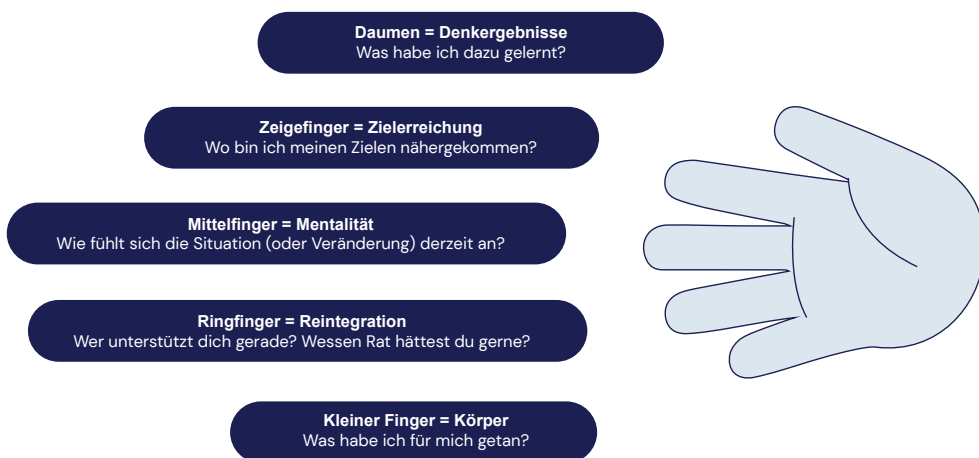 Daumen = Denkergebnisse
Was habe ich dazu gelernt?
Zeigefinger = Zielerreichung
Wo bin ich meinen Zielen nähergekommen?
Mittelfinger = Mentalität
Wie fühlt sich die Situation (oder Veränderung) derzeit an?
Ringfinger = Reintegration
Wer unterstützt dich gerade? Wessen Rat hättest du gerne?
Kleiner Finger = Körper
Was habe ich für mich getan?